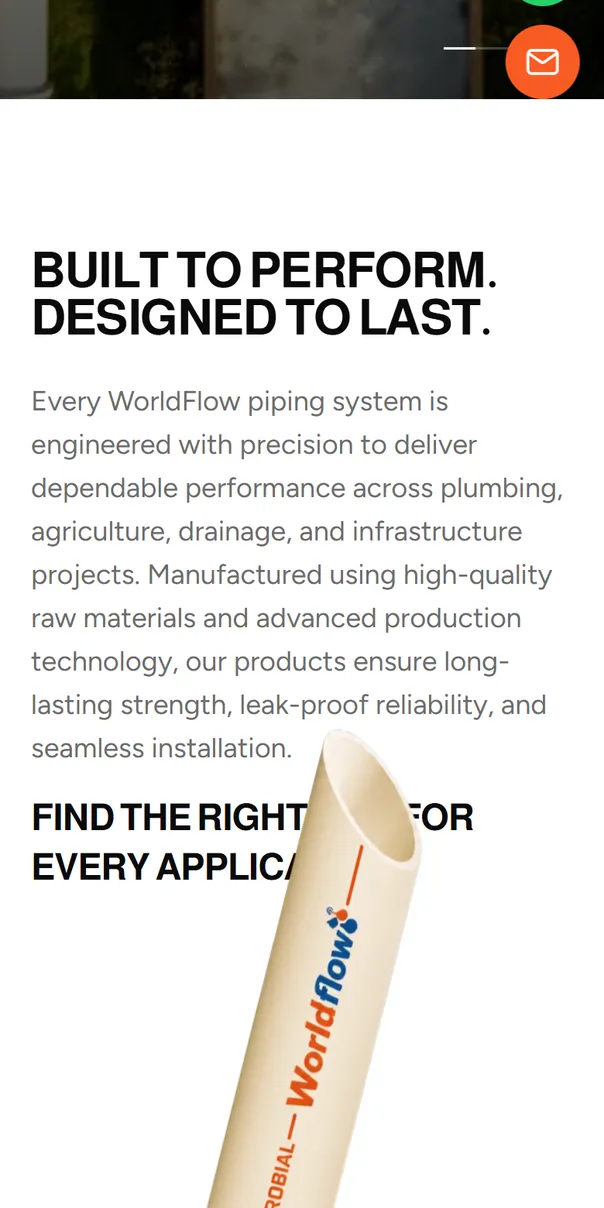 BUILT TO PERFORM.
DESIGNED TO LAST.
Every WorldFlow piping system is
engineered with precision to deliver
dependable performance across plumbing,
agriculture, drainage, and infrastructure
projects. Manufactured using high-quality
raw materials and advanced production
technology, our products ensure long-
lasting strength, leak-proof reliability, and
seamless installation.
FIND THE RIGHT FOR
EVERY
Worldflow